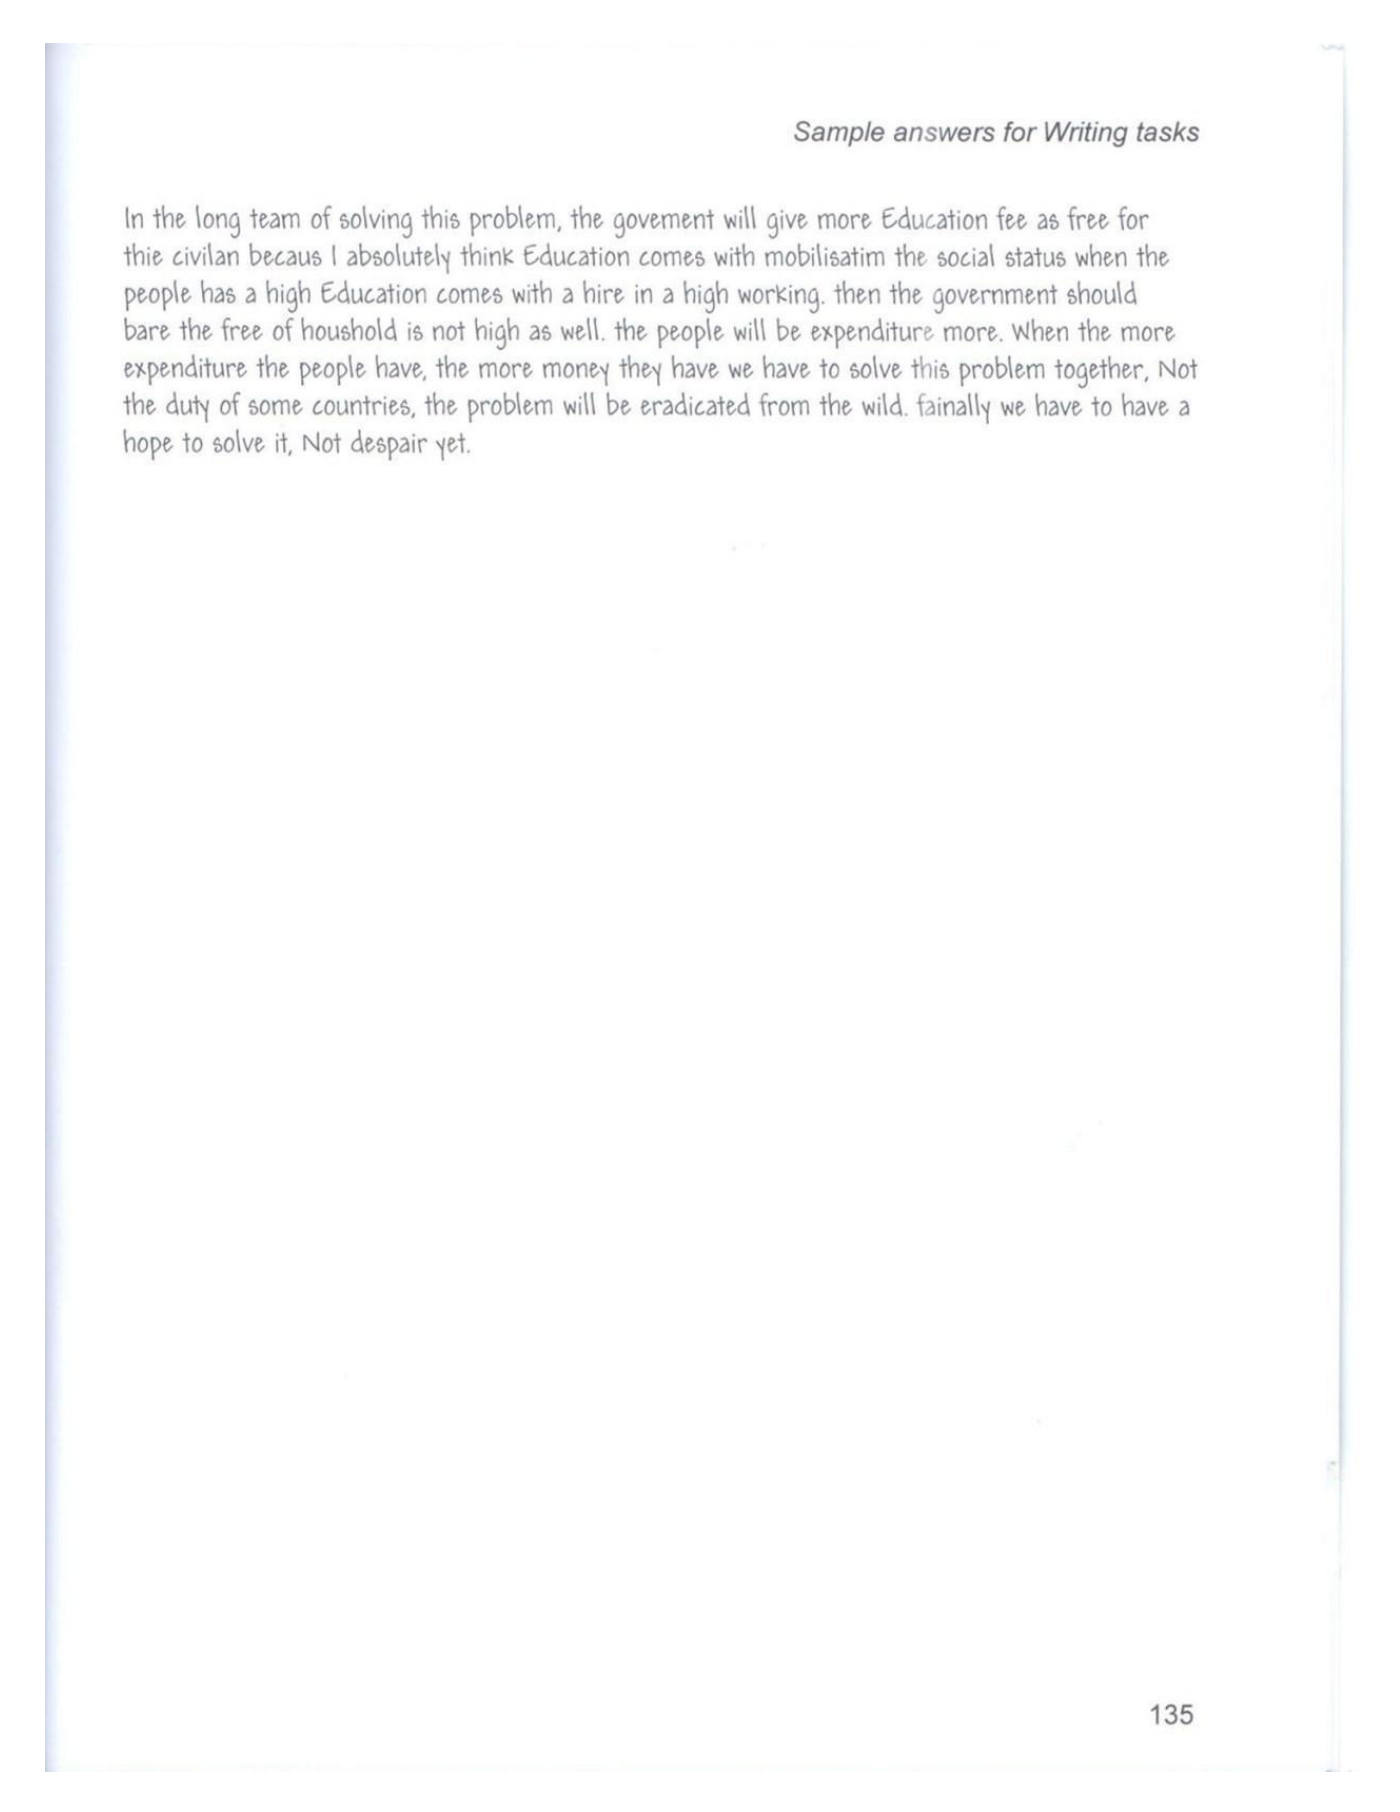 Sample answers for Writing tasks
In the long team of solving this problem, the govement will give more Education fee as free for
thie civilan becaus I absolutely think Education comes with mobilisatim the social status when the
people has a high Education comes with a hire in a high working. then the government should
bare the free of houshold is not high as well. the people will be expenditure more. When the more
expenditure the people have, the more money they have we have to solve this problem together, Not
the duty of some countries, the problem will be eradicated from the wild. fainally we have to have a
hope to solve it, Not despair yet.
135